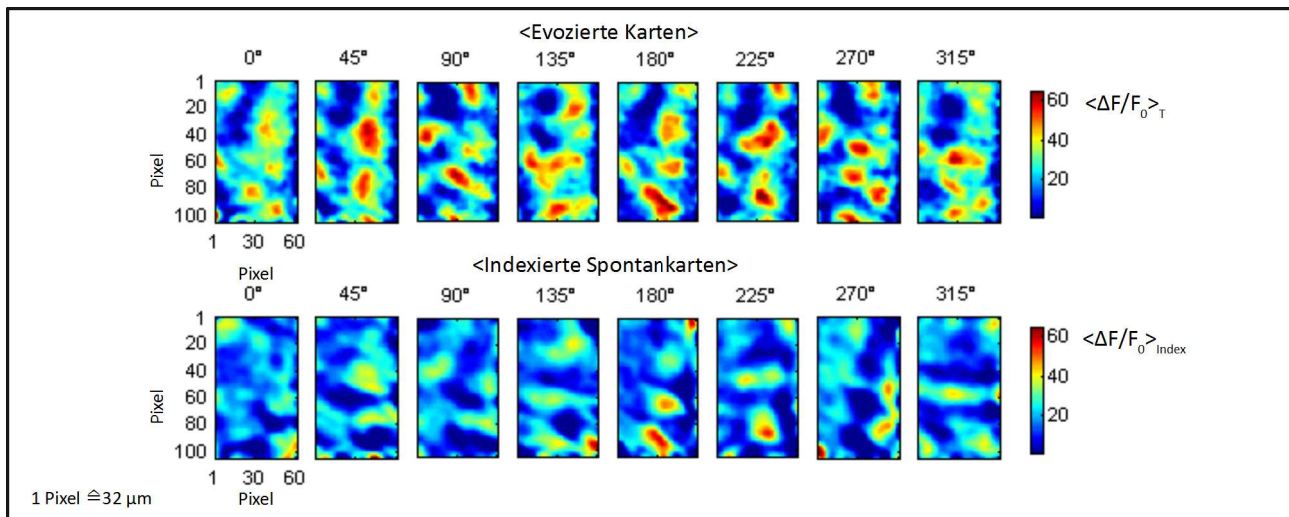 <Evozierte Karten>
0° 45° 90° 135° 180° 225° 270° 315°
1
20
40
60
80
100
Pixel
1 30 60
Pixel
60
40
20
<ΔF/F₀>_T
<Indexierte Spontankarten>
0° 45° 90° 135° 180° 225° 270° 315°
1
20
40
60
80
100
Pixel
1 30 60
Pixel
60
40
20
<ΔF/F₀>_Index
1 Pixel ≙32 µm